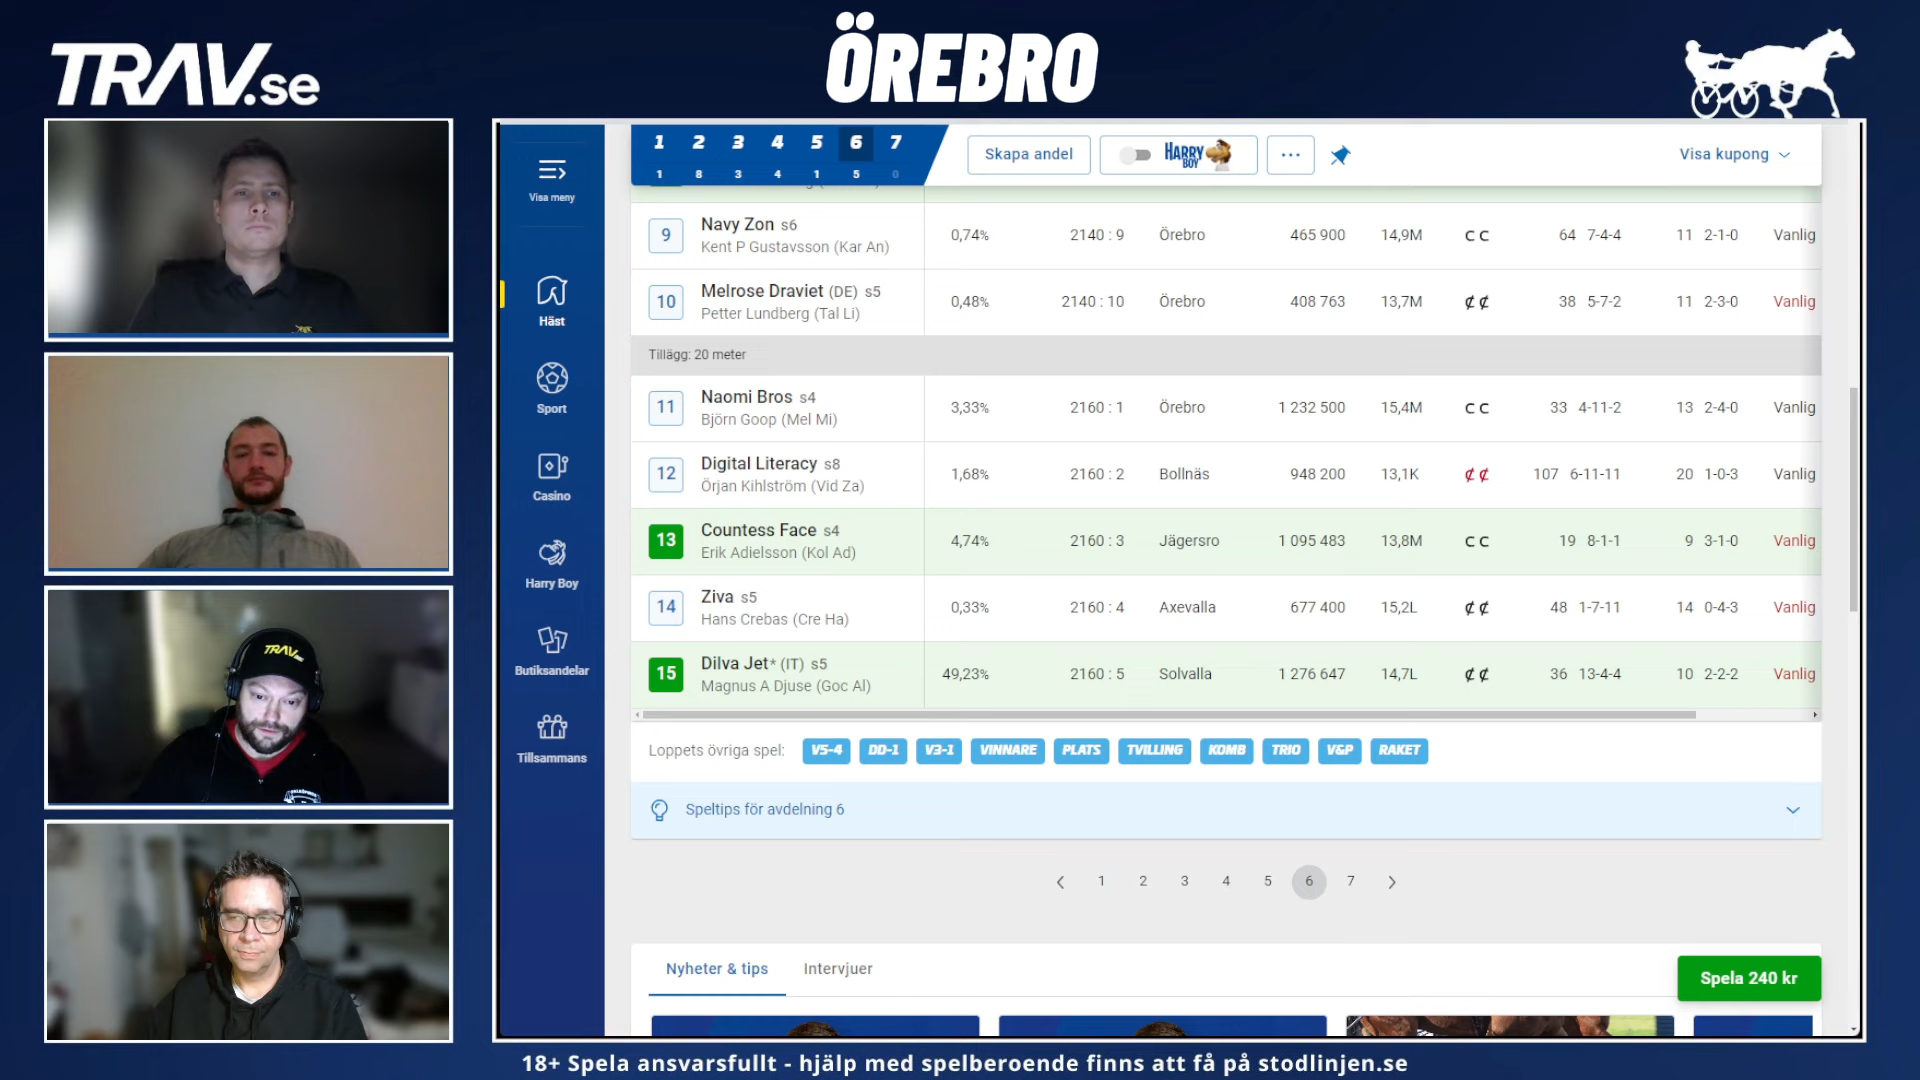 TRAV.se
ÖREBRO
Visa meny
Häst
Sport
Casino
Harry Boy
Butiksandelar
Tillsammans
1 2 3 4 5 6 7
1 8 3 4 1 5 0
Skapa andel
HARRY BOY
...
Visa kupong
9 Navy Zon s6 0,74% 2140 : 9 Örebro 465 900 14,9M C C 64 7-4-4 11 2-1-0 Vanlig
Kent P Gustavsson (Kar An)
10 Melrose Draviet (DE) s5 0,48% 2140 : 10 Örebro 408 763 13,7M ₵ ₵ 38 5-7-2 11 2-3-0 Vanlig
Petter Lundberg (Tal Li)
Tillägg: 20 meter
11 Naomi Bros s4 3,33% 2160 : 1 Örebro 1 232 500 15,4M C C 33 4-11-2 13 2-4-0 Vanlig
Björn Goop (Mel Mi)
12 Digital Literacy s8 1,68% 2160 : 2 Bollnäs 948 200 13,1K ₵ ₵ 107 6-11-11 20 1-0-3 Vanlig
Örjan Kihlström (Vid Za)
13 Countess Face s4 4,74% 2160 : 3 Jägersro 1 095 483 13,8M C C 19 8-1-1 9 3-1-0 Vanlig
Erik Adielsson (Kol Ad)
14 Ziva s5 0,33% 2160 : 4 Axevalla 677 400 15,2L ₵ ₵ 48 1-7-11 14 0-4-3 Vanlig
Hans Crebas (Cre Ha)
15 Dilva Jet* (IT) s5 49,23% 2160 : 5 Solvalla 1 276 647 14,7L ₵ ₵ 36 13-4-4 10 2-2-2 Vanlig
Magnus A Djuse (Goc Al)
Loppets övriga spel: V5-4 DD-1 V3-1 VINNARE PLATS TVILLING KOMB TRIO V&P RAKET
Speltips för avdelning 6
1 2 3 4 5 6 7
Nyheter & tips Intervjuer
Spela 240 kr
TRAV.se
18+ Spela ansvarsfullt - hjälp med spelberoende finns att få på stodlinjen.se